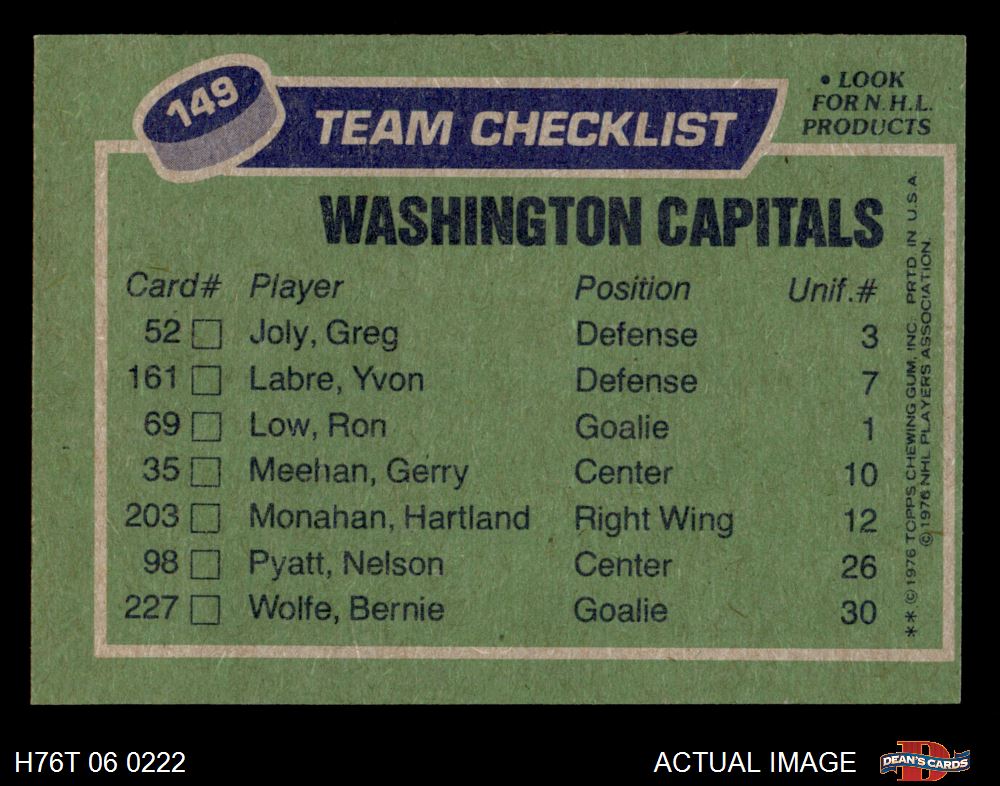 149
TEAM CHECKLIST
• LOOK
FOR N.H.L.
PRODUCTS
WASHINGTON CAPITALS
Card# Player Position Unif.#
52 □ Joly, Greg Defense 3
161 □ Labre, Yvon Defense 7
69 □ Low, Ron Goalie 1
35 □ Meehan, Gerry Center 10
203 □ Monahan, Hartland Right Wing 12
98 □ Pyatt, Nelson Center 26
227 □ Wolfe, Bernie Goalie 30
** © 1976 TOPPS CHEWING GUM, INC. PRTD. IN U.S.A.
© 1976 NHL PLAYERS ASSOCIATION.
H76T 06 0222
ACTUAL IMAGE
D
DEAN'S CARDS